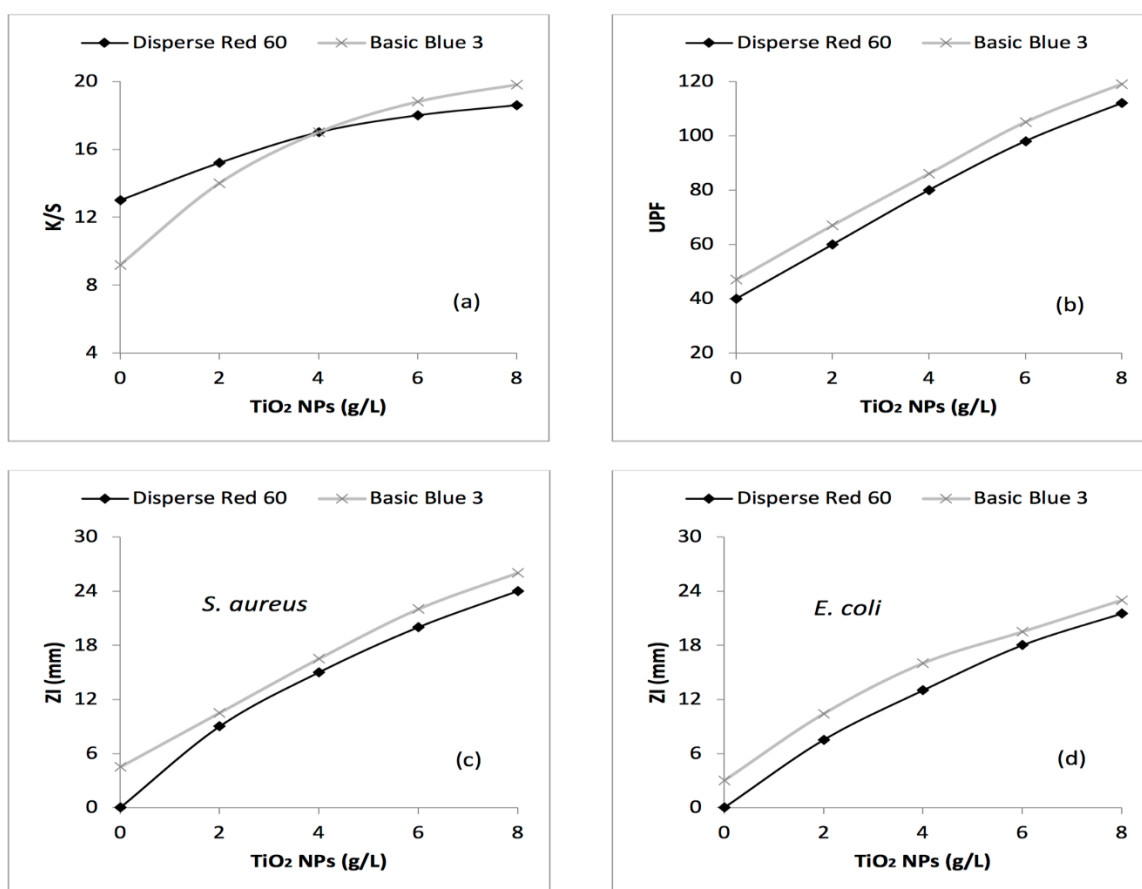 Disperse Red 60 Basic Blue 3
20
16
12
8
4
K/S
(a)
0 2 4 6 8
TiO₂ NPs (g/L)
Disperse Red 60 Basic Blue 3
120
100
80
60
40
20
UPF
(b)
0 2 4 6 8
TiO₂ NPs (g/L)
Disperse Red 60 Basic Blue 3
30
24
18
12
6
0
ZI (mm)
S. aureus
(c)
0 2 4 6 8
TiO₂ NPs (g/L)
Disperse Red 60 Basic Blue 3
30
24
18
12
6
0
ZI (mm)
E. coli
(d)
0 2 4 6 8
TiO₂ NPs (g/L)